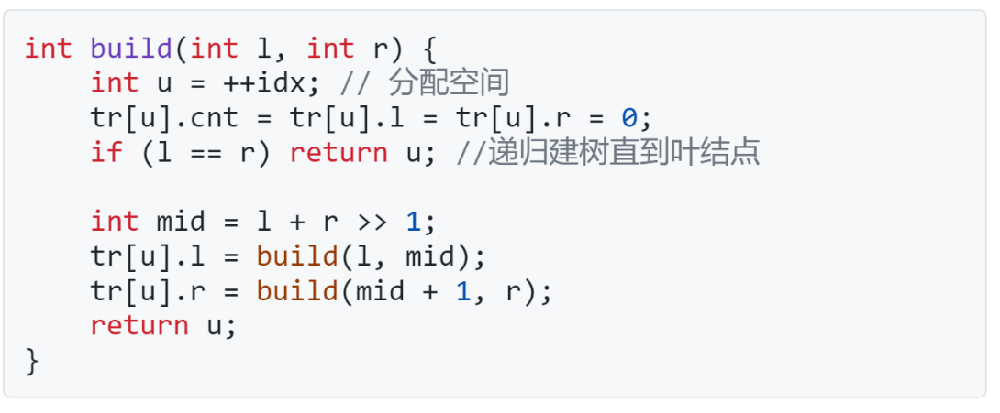 int build(int l, int r) {
    int u = ++idx; // 分配空间
    tr[u].cnt = tr[u].l = tr[u].r = 0;
    if (l == r) return u; //递归建树直到叶结点
    int mid = l + r >> 1;
    tr[u].l = build(l, mid);
    tr[u].r = build(mid + 1, r);
    return u;
}